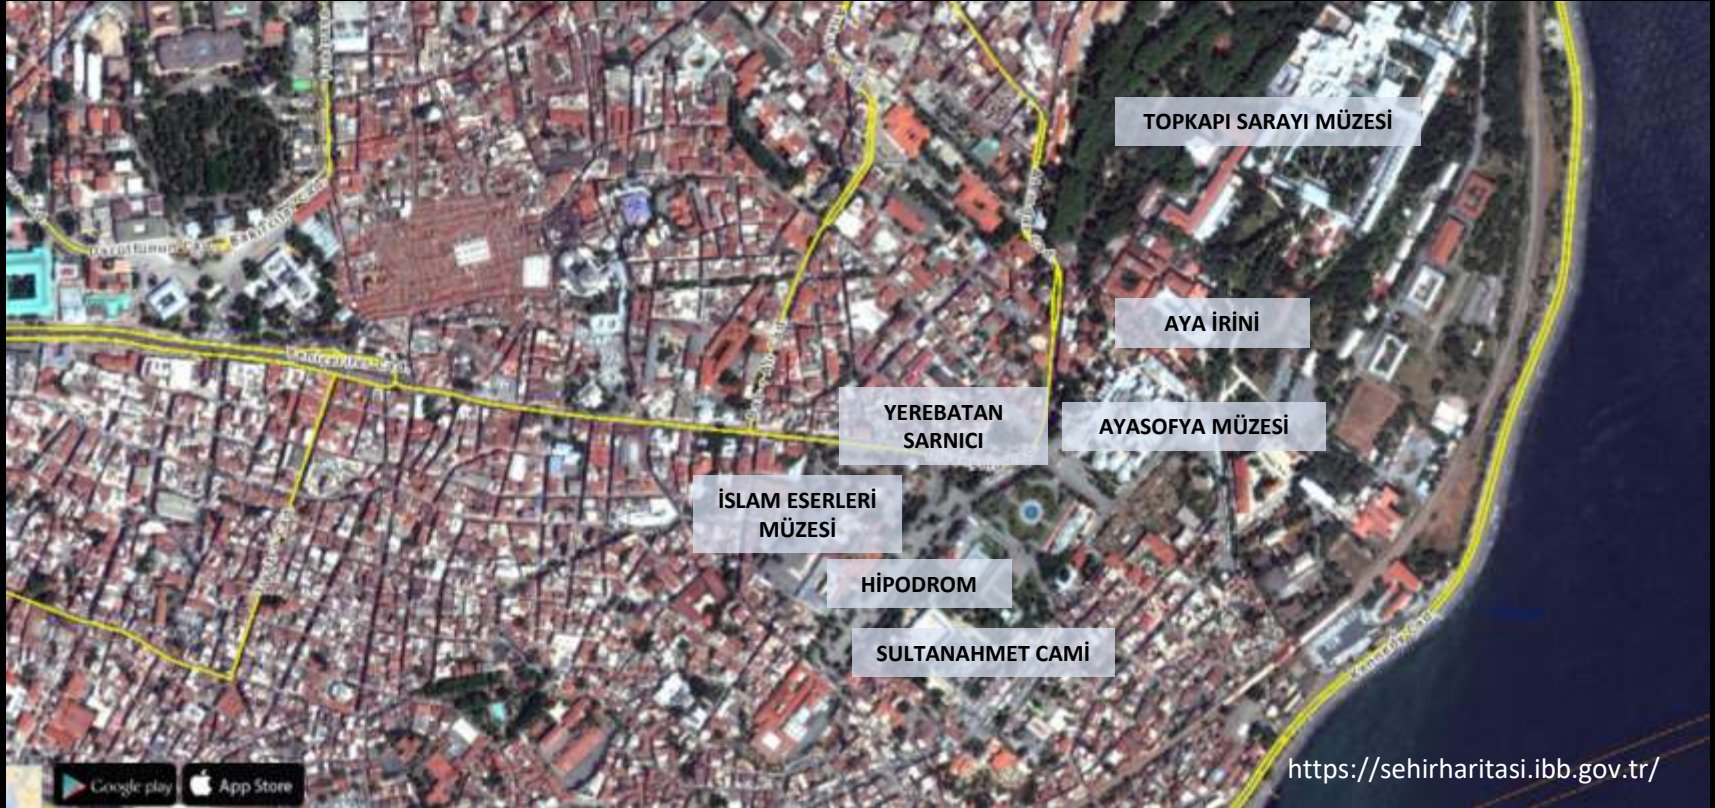 TOPKAPI SARAYI MÜZESİ
AYA İRİNİ
YEREBATAN
SARNICI
AYASOFYA MÜZESİ
İSLAM ESERLERİ
MÜZESİ
HİPODROM
SULTANAHMET CAMİ
https://sehirharitasi.ibb.gov.tr/
Google play
App Store